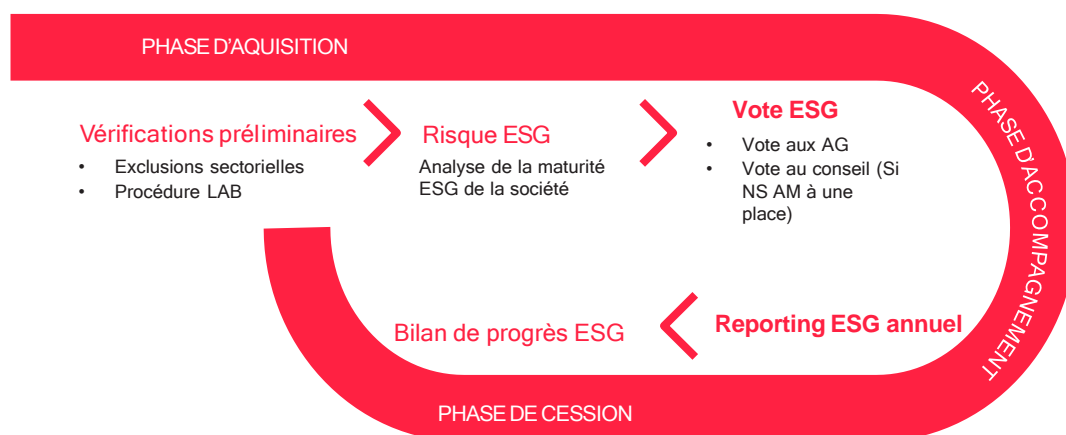 PHASE D'AQUISITION
PHASE D'ACCOMPAGNEMENT
Vérifications préliminaires
• Exclusions sectorielles
• Procédure LAB
Risque ESG
Analyse de la maturité
ESG de la société
Vote ESG
• Vote aux AG
• Vote au conseil (Si
NS AM à une
place)
Reporting ESG annuel
Bilan de progrès ESG
PHASE DE CESSION